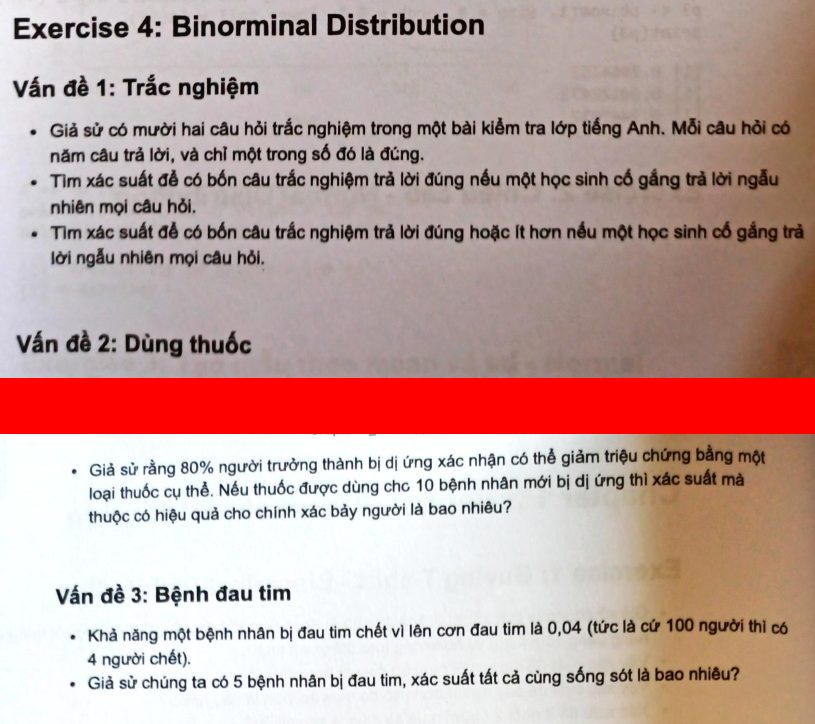 Exercise 4: Binorminal Distribution
Vấn đề 1: Trắc nghiệm
• Giả sử có mười hai câu hỏi trắc nghiệm trong một bài kiểm tra lớp tiếng Anh. Mỗi câu hỏi có
năm câu trả lời, và chỉ một trong số đó là đúng.
• Tìm xác suất để có bốn câu trắc nghiệm trả lời đúng nếu một học sinh cố gắng trả lời ngẫu
nhiên mọi câu hỏi.
• Tìm xác suất để có bốn câu trắc nghiệm trả lời đúng hoặc ít hơn nếu một học sinh cố gắng trả
lời ngẫu nhiên mọi câu hỏi.
Vấn đề 2: Dùng thuốc
• Giả sử rằng 80% người trưởng thành bị dị ứng xác nhận có thể giảm triệu chứng bằng một
loại thuốc cụ thể. Nếu thuốc được dùng cho 10 bệnh nhân mới bị dị ứng thì xác suất mà
thuộc có hiệu quả cho chính xác bảy người là bao nhiêu?
Vấn đề 3: Bệnh đau tim
• Khả năng một bệnh nhân bị đau tim chết vì lên cơn đau tim là 0,04 (tức là cứ 100 người thì có
4 người chết).
• Giả sử chúng ta có 5 bệnh nhân bị đau tim, xác suất tất cả cùng sống sót là bao nhiêu?